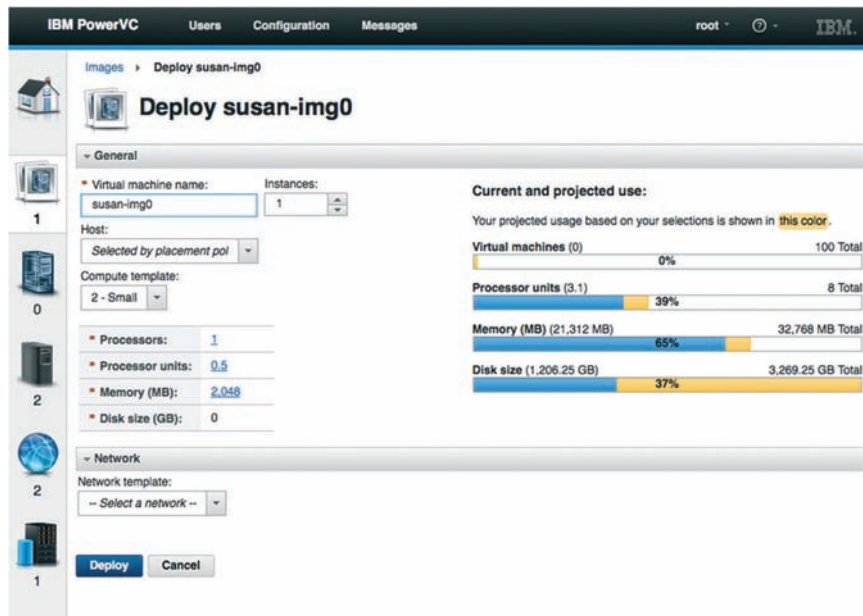 IBM PowerVC Users Configuration Messages root IBM.
Images Deploy susan-img0
Deploy susan-img0
General
* Virtual machine name: Instances:
susan-img0 1
Host:
Selected by placement pol
Compute template:
2 - Small
* Processors: 1
* Processor units: 0.5
* Memory (MB): 2,048
* Disk size (GB): 0
Current and projected use:
Your projected usage based on your selections is shown in this color.
Virtual machines (0) 100 Total
0%
Processor units (3.1) 8 Total
39%
Memory (MB) (21,312 MB) 32,768 MB Total
65%
Disk size (1,206.25 GB) 3,269.25 GB Total
37%
Network
Network template:
-- Select a network --
Deploy Cancel
1
0
2
2
1